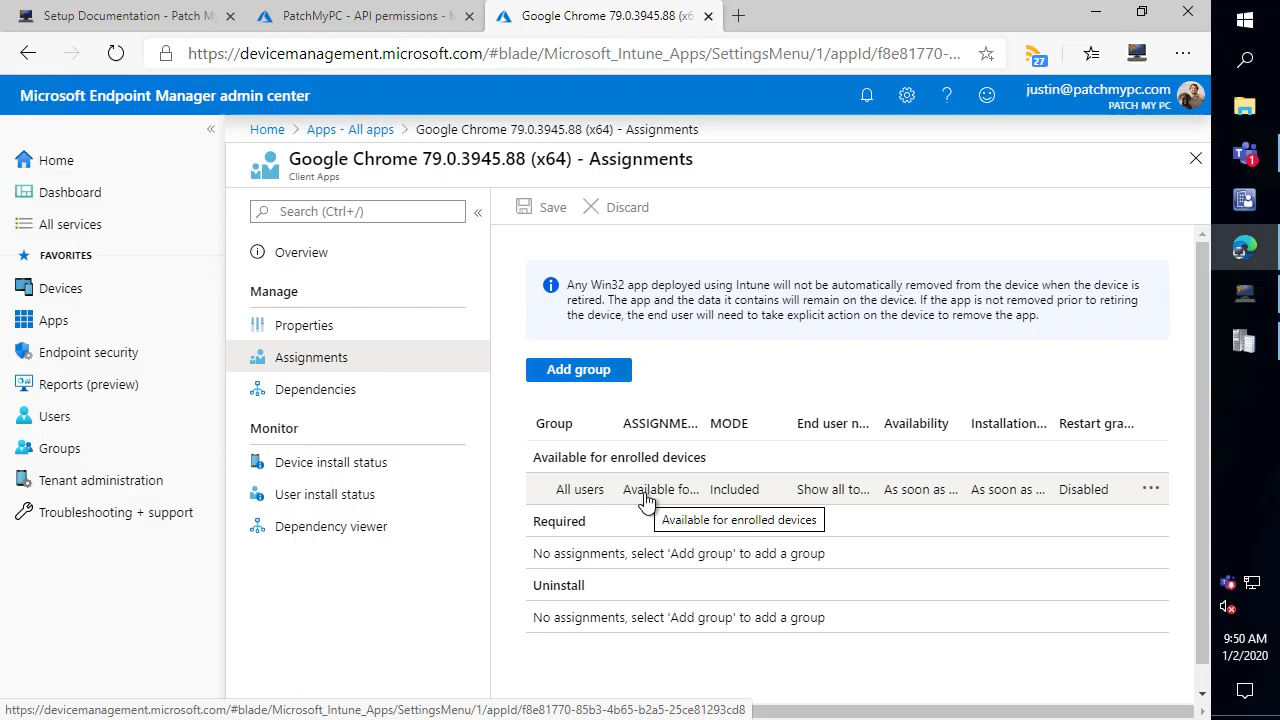 Setup Documentation - Patch M
PatchMyPC - API permissions - M
Google Chrome 79.0.3945.88 (x6
https://devicemanagement.microsoft.com/#blade/Microsoft_Intune_Apps/SettingsMenu/1/appId/f8e81770-...
27
Microsoft Endpoint Manager admin center
justin@patchmypc.com
PATCH MY PC
Home
Dashboard
All services
FAVORITES
Devices
Apps
Endpoint security
Reports (preview)
Users
Groups
Tenant administration
Troubleshooting + support
Home > Apps - All apps > Google Chrome 79.0.3945.88 (x64) - Assignments
Google Chrome 79.0.3945.88 (x64) - Assignments
Client Apps
Search (Ctrl+/)
Overview
Manage
Properties
Assignments
Dependencies
Monitor
Device install status
User install status
Dependency viewer
Save
Discard
Any Win32 app deployed using Intune will not be automatically removed from the device when the device is
retired. The app and the data it contains will remain on the device. If the app is not removed prior to retiring
the device, the end user will need to take explicit action on the device to remove the app.
Add group
Group ASSIGNME... MODE End user n... Availability Installation... Restart gra...
Available for enrolled devices
All users Available fo... Included Show all to... As soon as ... As soon as ... Disabled
Available for enrolled devices
Required
No assignments, select 'Add group' to add a group
Uninstall
No assignments, select 'Add group' to add a group
https://devicemanagement.microsoft.com/#blade/Microsoft_Intune_Apps/SettingsMenu/1/appId/f8e81770-85b3-4b65-b2a5-25ce81293cd8
1
9:50 AM
1/2/2020